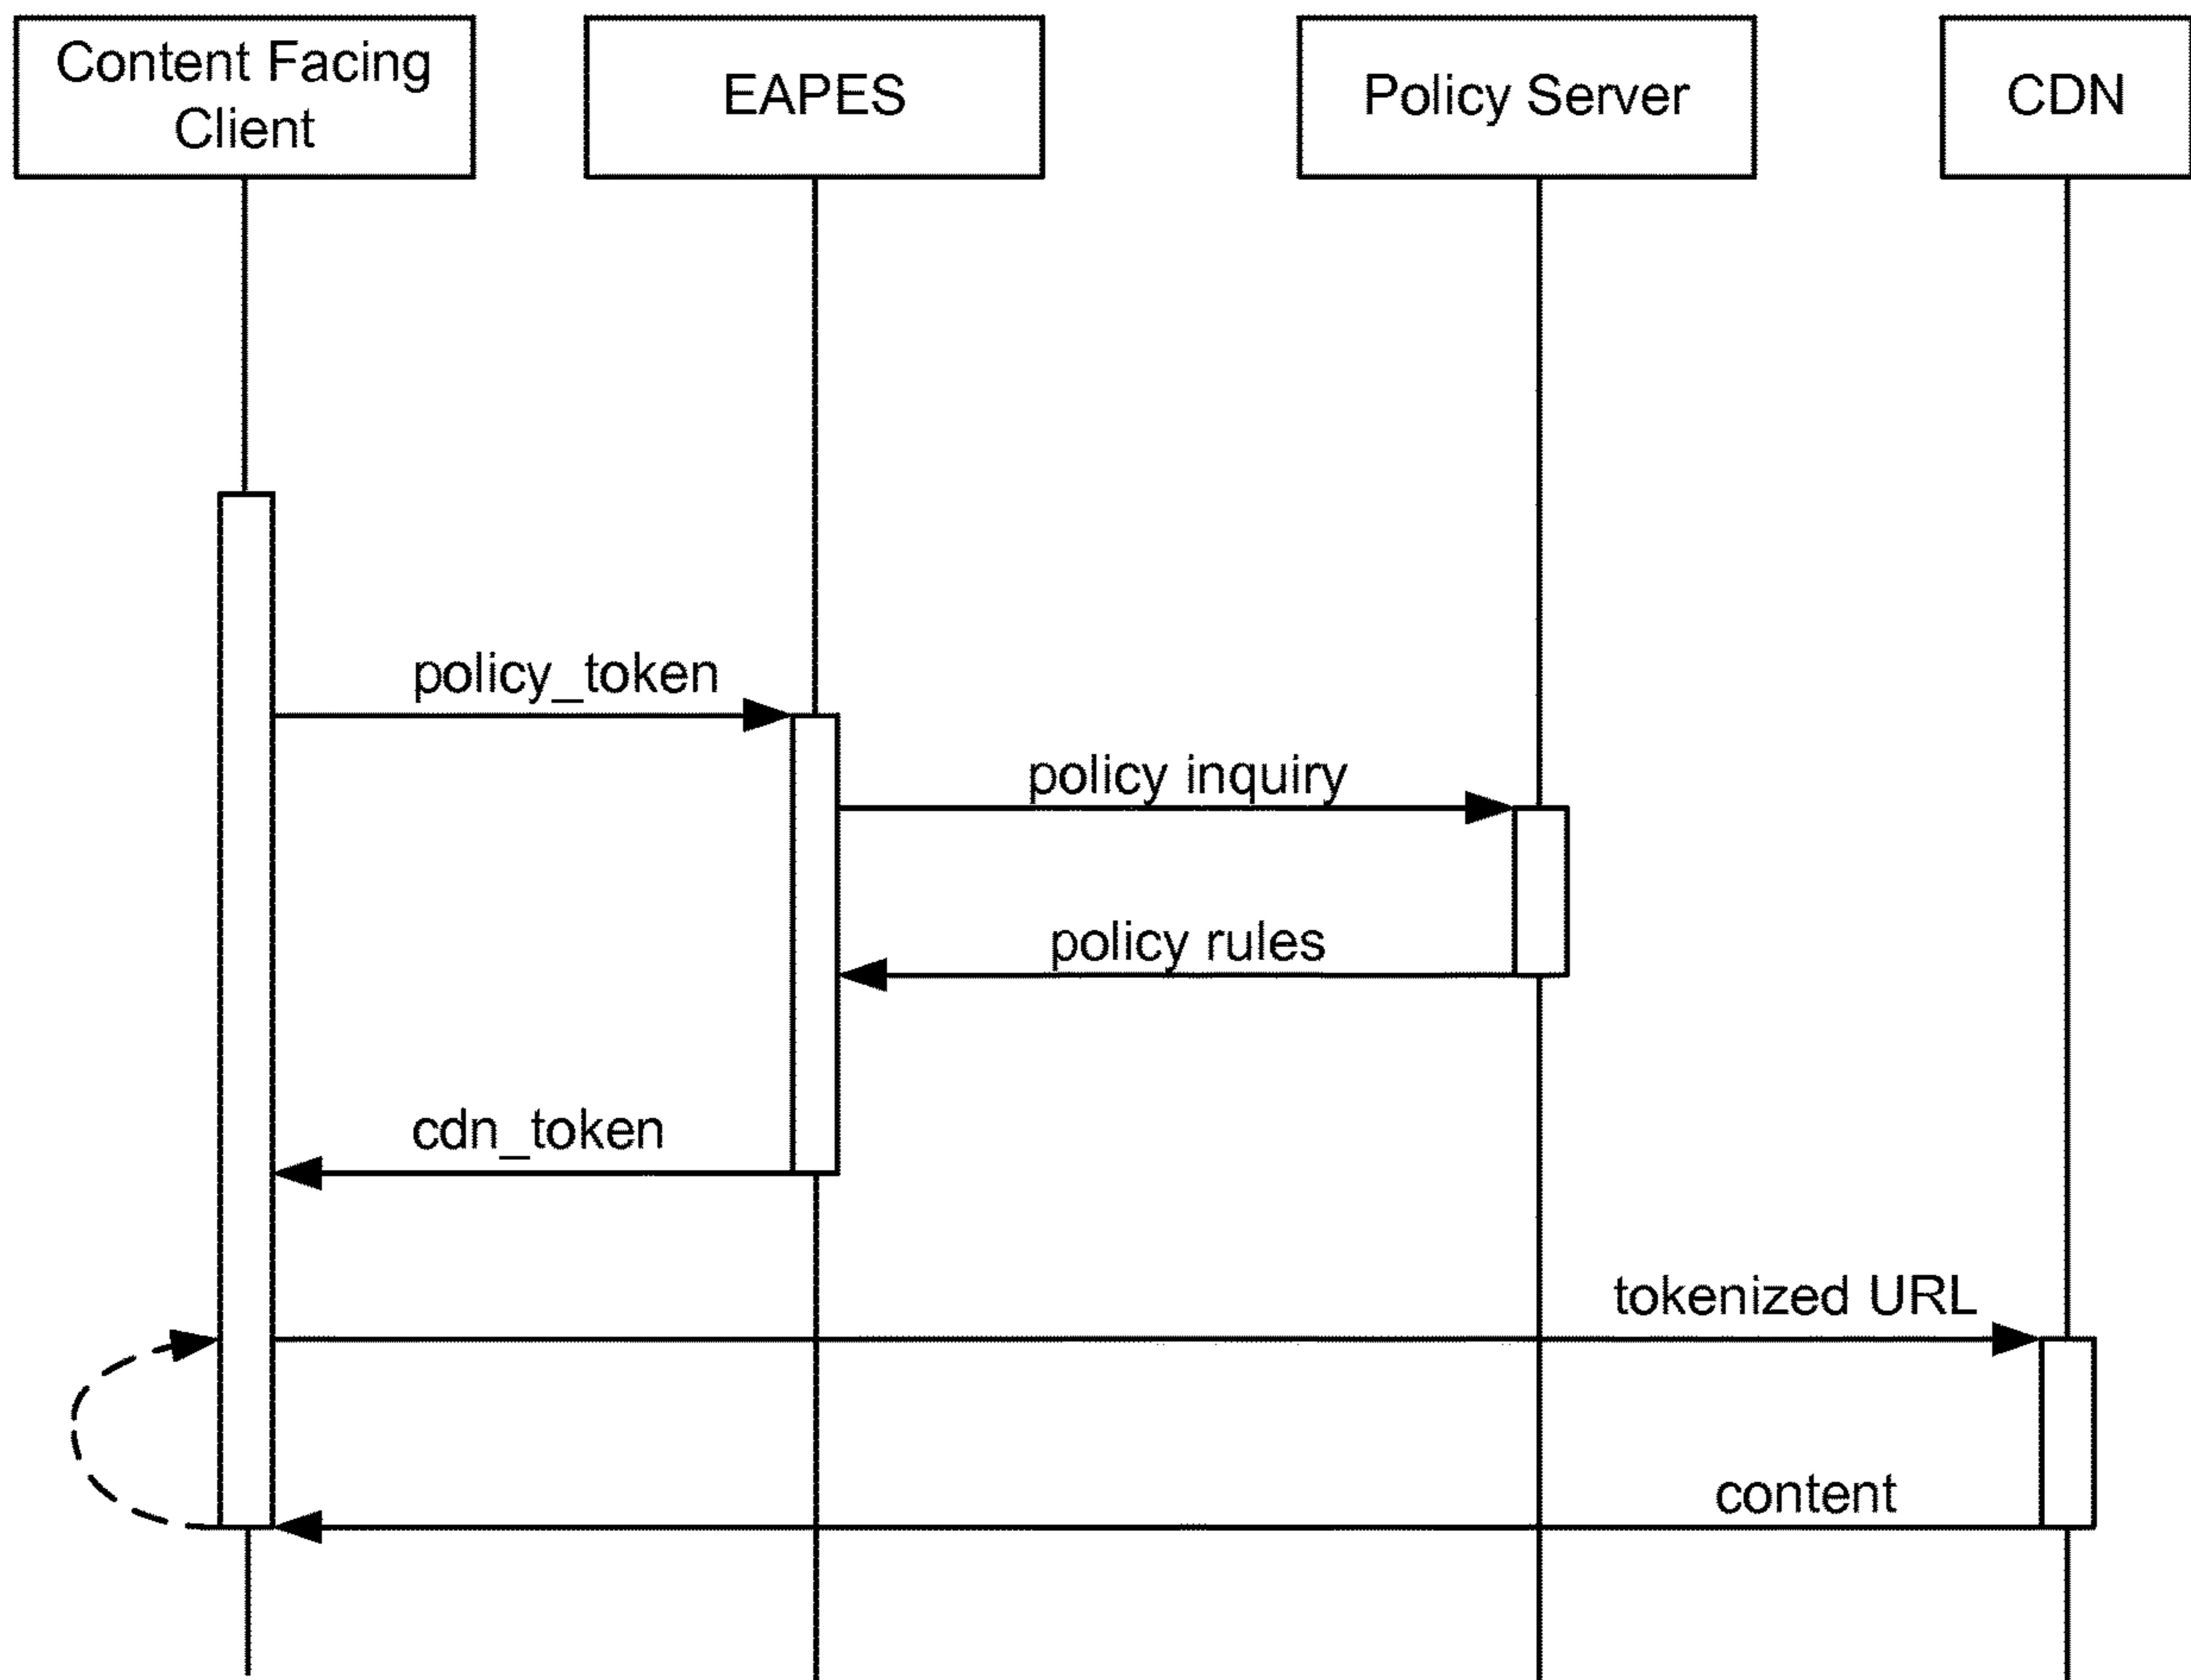 Content Facing
Client
EAPES
Policy Server
CDN
policy_token
policy inquiry
policy rules
cdn_token
tokenized URL
content